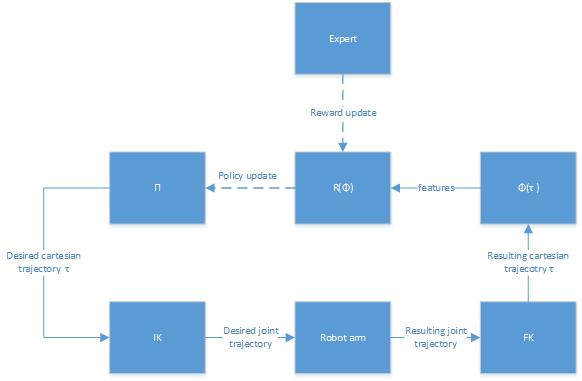 Expert
Reward update
Π
Policy update
R(Φ)
features
Φ(τ )
Desired cartesian
trajectory τ
Resulting cartesian
trajecotry τ
IK
Desired joint
trajectory
Robot arm
Resulting joint
trajectory
FK